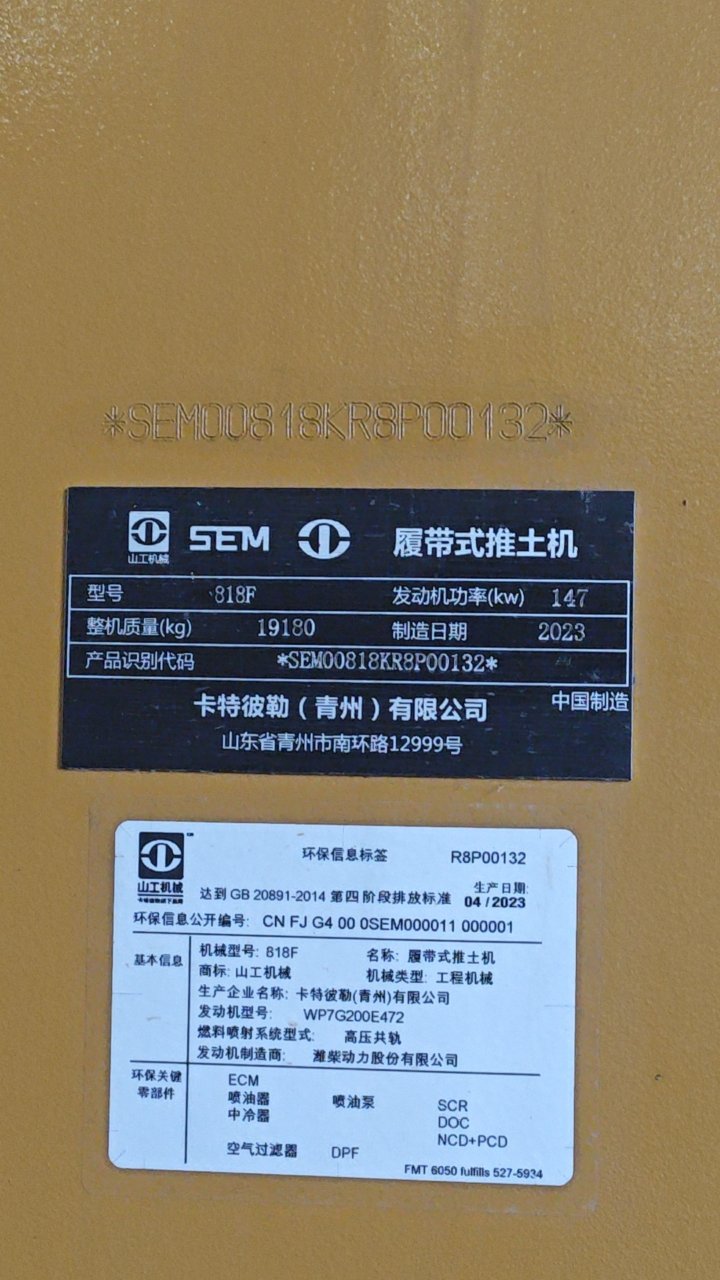 *SEM00818KR8P00132*
山工机械 SEM 履带式推土机
型号 818F 发动机功率(kw) 147
整机质量(kg) 19180 制造日期 2023
产品识别代码 *SEM00818KR8P00132*
卡特彼勒（青州）有限公司 中国制造
山东省青州市南环路12999号
山工机械
环保信息标签 R8P00132
达到 GB 20891-2014 第四阶段排放标准 生产日期:
04 / 2023
环保信息公开编号: CN FJ G4 00 0SEM000011 000001
基本信息
机械型号: 818F 名称: 履带式推土机
商标: 山工机械 机械类型: 工程机械
生产企业名称: 卡特彼勒(青州)有限公司
发动机型号: WP7G200E472
燃料喷射系统型式: 高压共轨
发动机制造商: 潍柴动力股份有限公司
环保关键
零部件
ECM
喷油器 喷油泵 SCR
中冷器 DOC
NCD+PCD
空气过滤器 DPF
FMT 6050 fulfills 527-5934